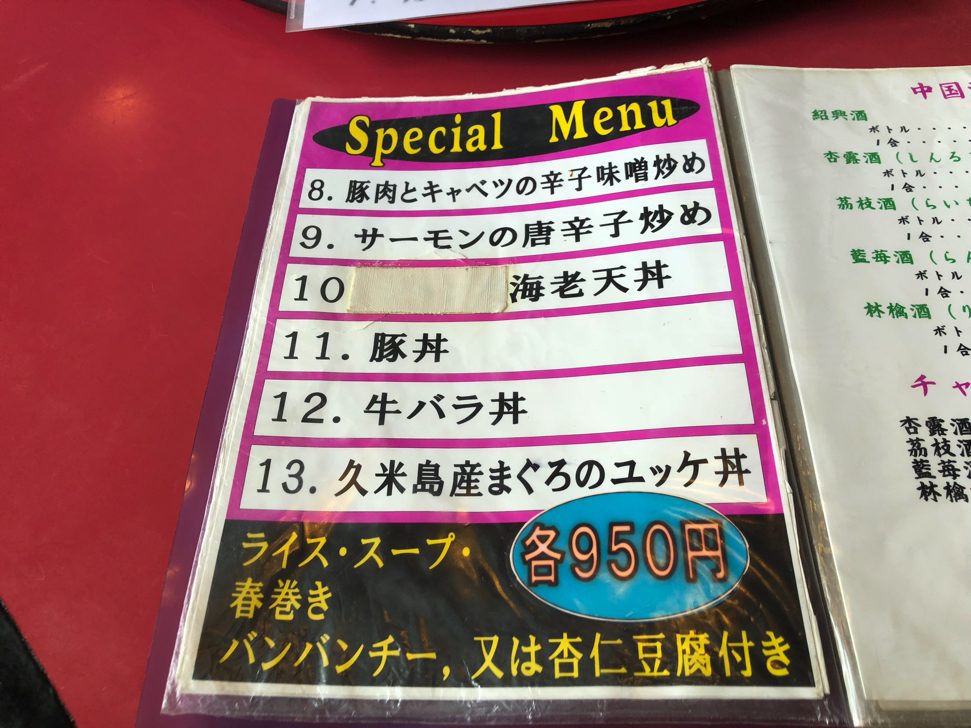 Special Menu
8. 豚肉とキャベツの辛子味噌炒め
9. サーモンの唐辛子炒め
10 海老天丼
11. 豚丼
12. 牛バラ丼
13. 久米島産まぐろのユッケ丼
各950円
ライス・スープ・
春巻き
バンバンチー,又は杏仁豆腐付き
中国
紹興酒
ボトル・・・・
1合・・・・
杏露酒(しんろ
ボトル・・・
1合・・・
茘枝酒(らい
ボトル・・・
1合・・・
藍苺酒(らん
ボトル・・
1合・・
林檎酒(り
ボト
1合
チャ
杏露酒
茘枝酒
藍苺
林檎